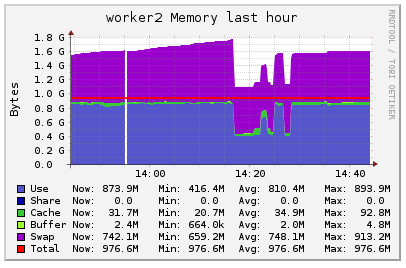 worker2 Memory last hour
RRDTOOL / TOBI OETIKER
Bytes
1.8 G
1.6 G
1.4 G
1.2 G
1.0 G
0.8 G
0.6 G
0.4 G
0.2 G
0.0
14:00 14:20 14:40
Use Now: 873.9M Min: 416.4M Avg: 810.4M Max: 893.9M
Share Now: 0.0 Min: 0.0 Avg: 0.0 Max: 0.0
Cache Now: 31.7M Min: 20.7M Avg: 34.9M Max: 92.8M
Buffer Now: 2.4M Min: 664.0k Avg: 2.0M Max: 4.8M
Swap Now: 742.1M Min: 659.2M Avg: 748.1M Max: 913.2M
Total Now: 976.6M Min: 976.6M Avg: 976.6M Max: 976.6M